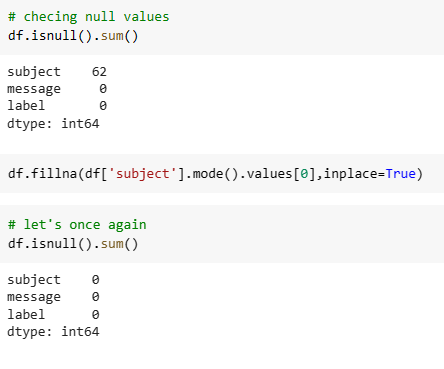 # checing null values
df.isnull().sum()
subject    62
message     0
label       0
dtype: int64
df.fillna(df['subject'].mode().values[0],inplace=True)
# let's once again
df.isnull().sum()
subject    0
message    0
label      0
dtype: int64